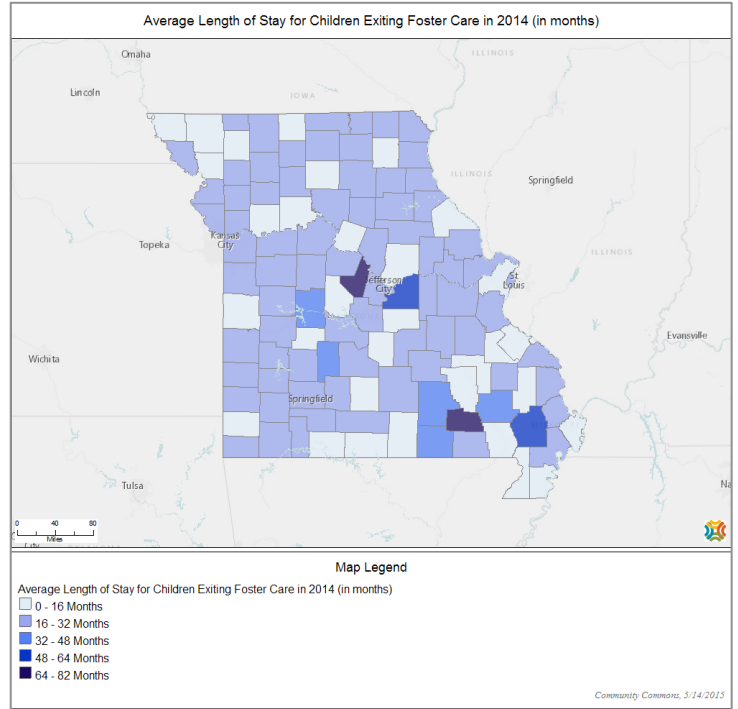 Average Length of Stay for Children Exiting Foster Care in 2014 (in months)
Omaha
ILLINOIS
Lincoln
IOWA
ILLINOIS
Springfield
Kansas
City
Topeka
ILLINOIS
Jefferson
City
St
Louis
Evansville
Wichita
Springfield
Tulsa
Na
0 40 80
Miles
Map Legend
Average Length of Stay for Children Exiting Foster Care in 2014 (in months)
0 - 16 Months
16 - 32 Months
32 - 48 Months
48 - 64 Months
64 - 82 Months
Community Commons, 5/14/2015